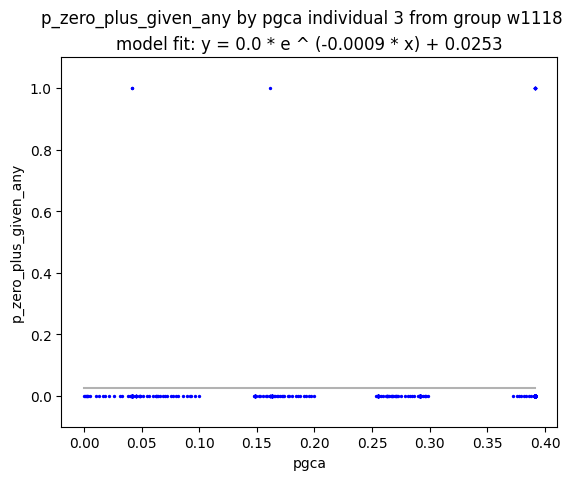 p_zero_plus_given_any by pgca individual 3 from group w1118
model fit: y = 0.0 * e ^ (-0.0009 * x) + 0.0253
1.0
0.8
0.6
0.4
0.2
0.0
p_zero_plus_given_any
0.00 0.05 0.10 0.15 0.20 0.25 0.30 0.35 0.40
pgca